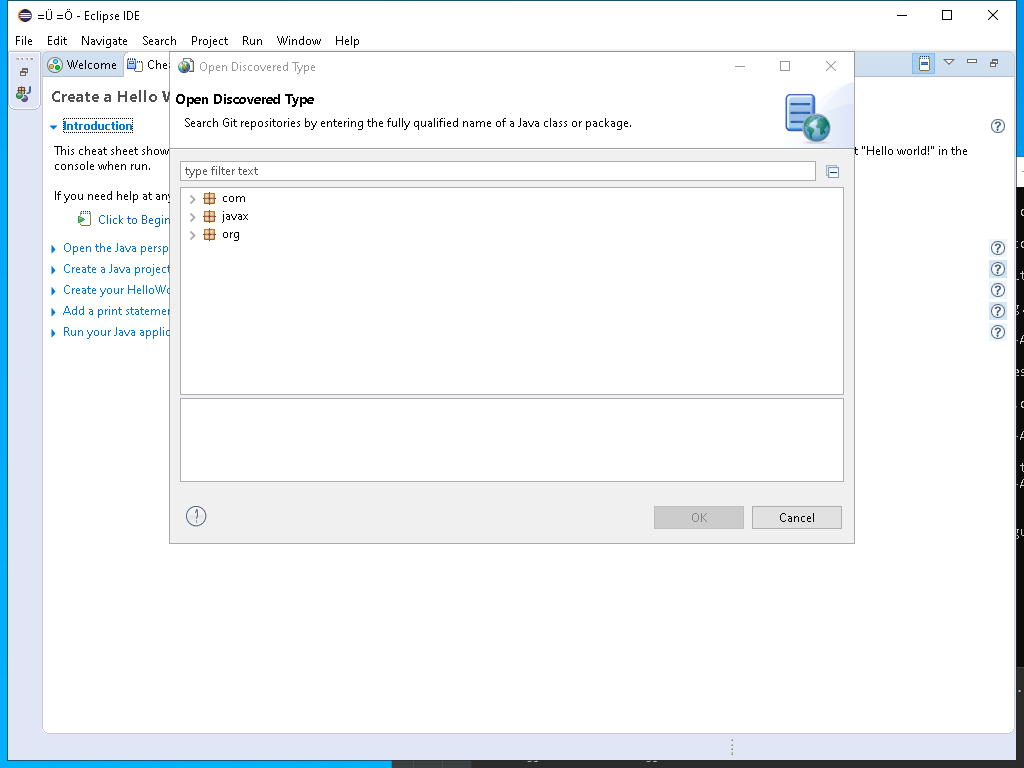 =Ü =Ö - Eclipse IDE
File Edit Navigate Search Project Run Window Help
Welcome
Open Discovered Type
Create a Hello
Open Discovered Type
Search Git repositories by entering the fully qualified name of a Java class or package.
Introduction
This cheat sheet show
"Hello world!" in the
console when run.
type filter text
If you need help at any
com
Click to Begin
javax
org
Open the Java persp
Create a Java project
Create your HelloWo
Add a print statemen
Run your Java applic
OK
Cancel